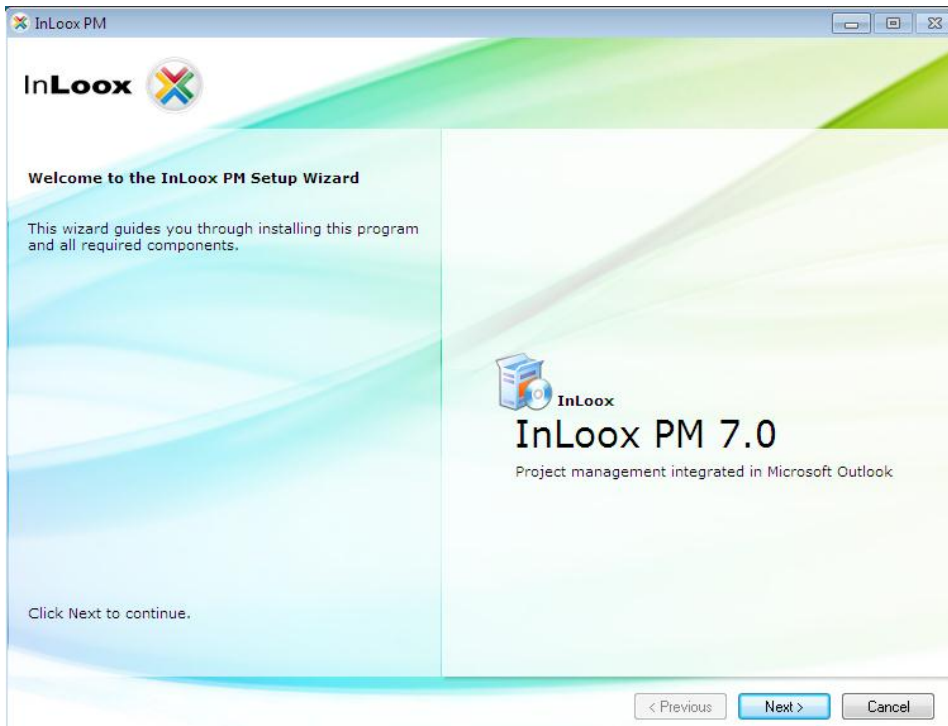 InLoox PM
InLoox
Welcome to the InLoox PM Setup Wizard
This wizard guides you through installing this program
and all required components.
InLoox
InLoox PM 7.0
Project management integrated in Microsoft Outlook
Click Next to continue.
< Previous
Next >
Cancel